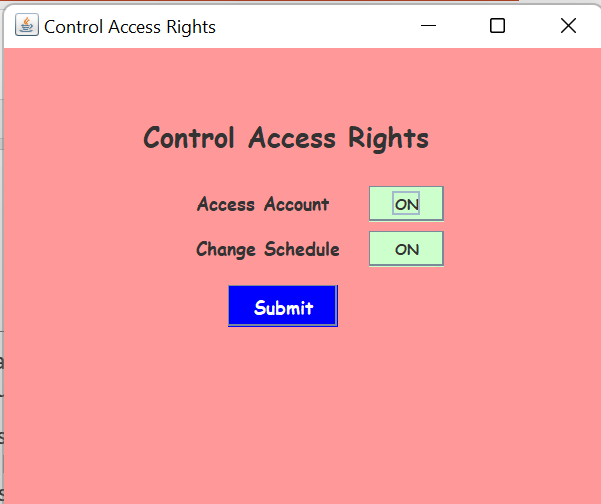 Control Access Rights
Control Access Rights
Access Account ON
Change Schedule ON
Submit